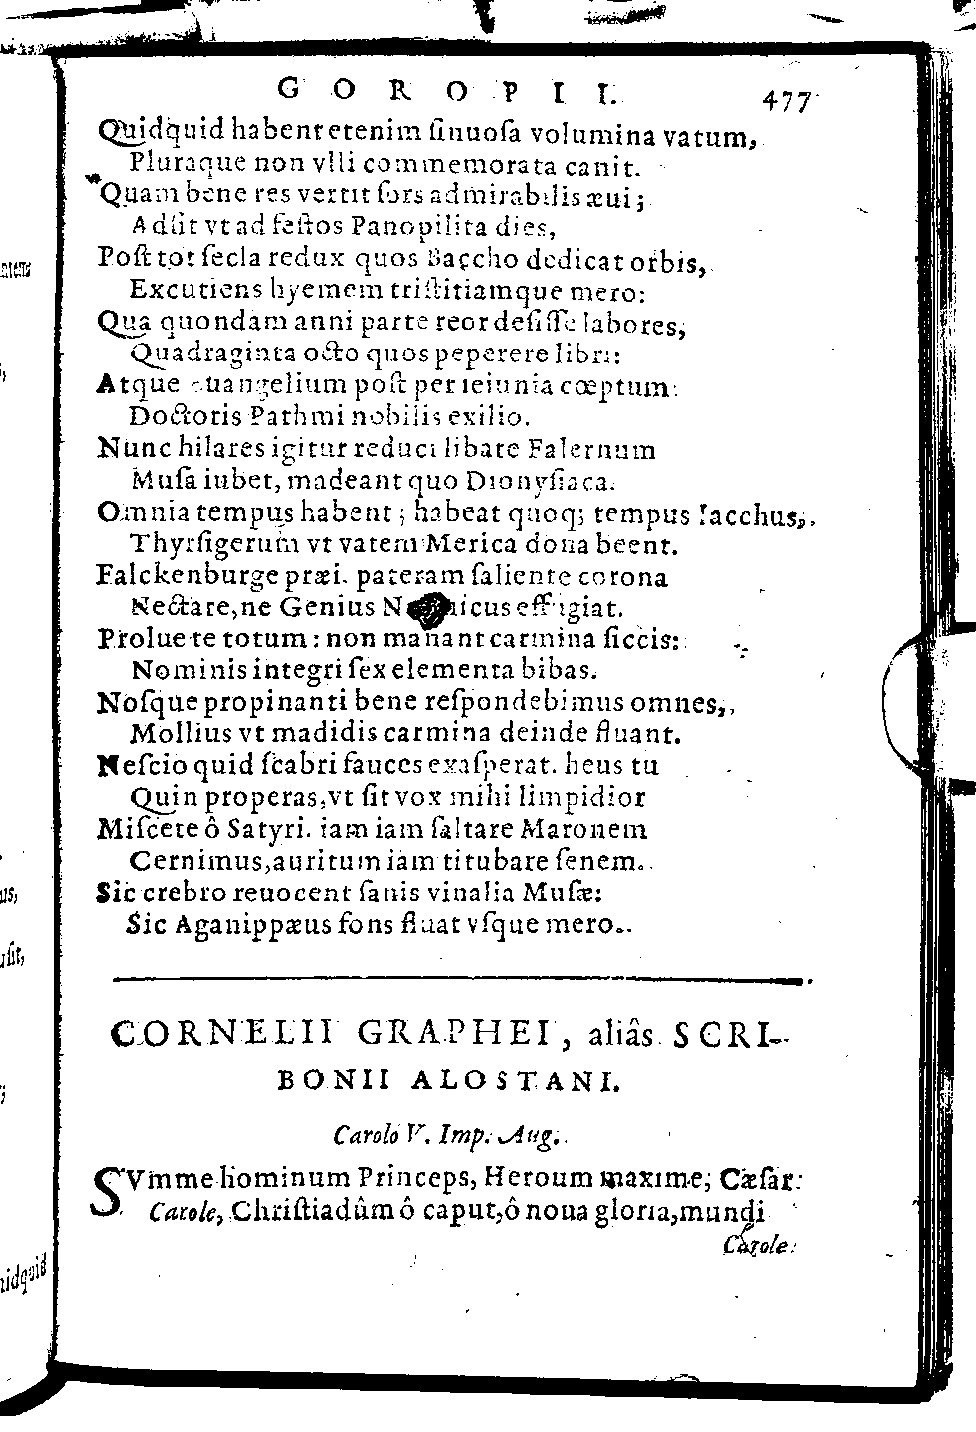 GOROPII. 477
Quidquid habent etenim ſinuoſa volumina vatum,
Pluraque non vlli commemorata canit.
Quam bene res vertit ſors admirabilis æui;
Adſit vt ad feſtos Panopilita dies,
Poſt tot ſecla redux quos Baccho dedicat orbis,
Excutiens hyemem triſtitiamque mero:
Qua quondam anni parte reor deſiſſe labores,
Quadraginta octo quos peperere libri:
Atque euangelium poſt per ieiunia cœptum:
Doctoris Pathmi nobilis exilio.
Nunc hilares igitur reduci libate Falernum
Muſa iubet, madeant quo Dionyſiaca.
Omnia tempus habent; habeat quoq; tempus Iacchus,
Thyrſigerum vt vatem Merica dona beent.
Falckenburge præi. pateram ſaliente corona
Nectare, ne Genius effigiat.
Prolue te totum: non manant carmina ſiccis:
Nominis integri ſex elementa bibas.
Noſque propinanti bene reſpondebimus omnes,
Mollius vt madidis carmina deinde fluant.
Neſcio quid ſcabri fauces exaſperat. heus tu
Quin properas, vt ſit vox mihi limpidior
Miſcete ô Satyri. iam iam ſaltare Maronem
Cernimus, auritum iam titubare ſenem.
Sic crebro reuocent ſanis vinalia Muſæ:
Sic Aganippæus fons fluat vſque mero.
CORNELII GRAPHEI, aliâs SCRI-
BONII ALOSTANI.
Carolo V. Imp. Aug.
SVmme hominum Princeps, Heroum maxime, Cæſar:
Carole, Chriſtiadûm ô caput, ô noua gloria, mundi
Carole